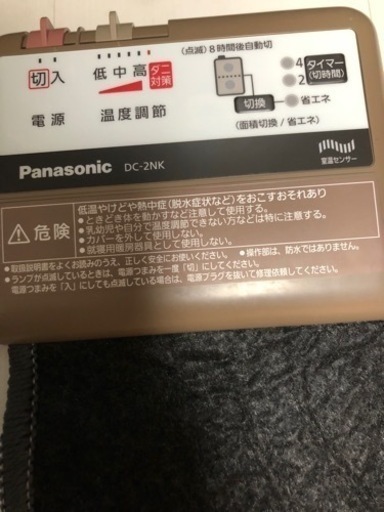 (点滅) 8時間後自動切
切 入
低 中 高 ダニ対策
4 タイマー(切時間)
2
切換 省エネ
電源 温度調節 (面積切換/省エネ)
Panasonic DC-2NK
室温センサー
危険
低温やけどや熱中症(脱水症状など)をおこすおそれあり
●ときどき体を動かすなど注意して使用する。
●乳幼児や自分で温度調節できない方などは特に注意する。
●カバーを外して使用しない。
●就寝用暖房器具として使用しない。
●取扱説明書をよくお読みのうえ、正しく安全にお使いください。 ●操作部は、防水ではありません。
●ランプが点滅しているときは、電源つまみを一度「切」にしてください。
電源つまみを「入」にしても点滅している場合は、電源プラグを抜いて修理依頼してください。